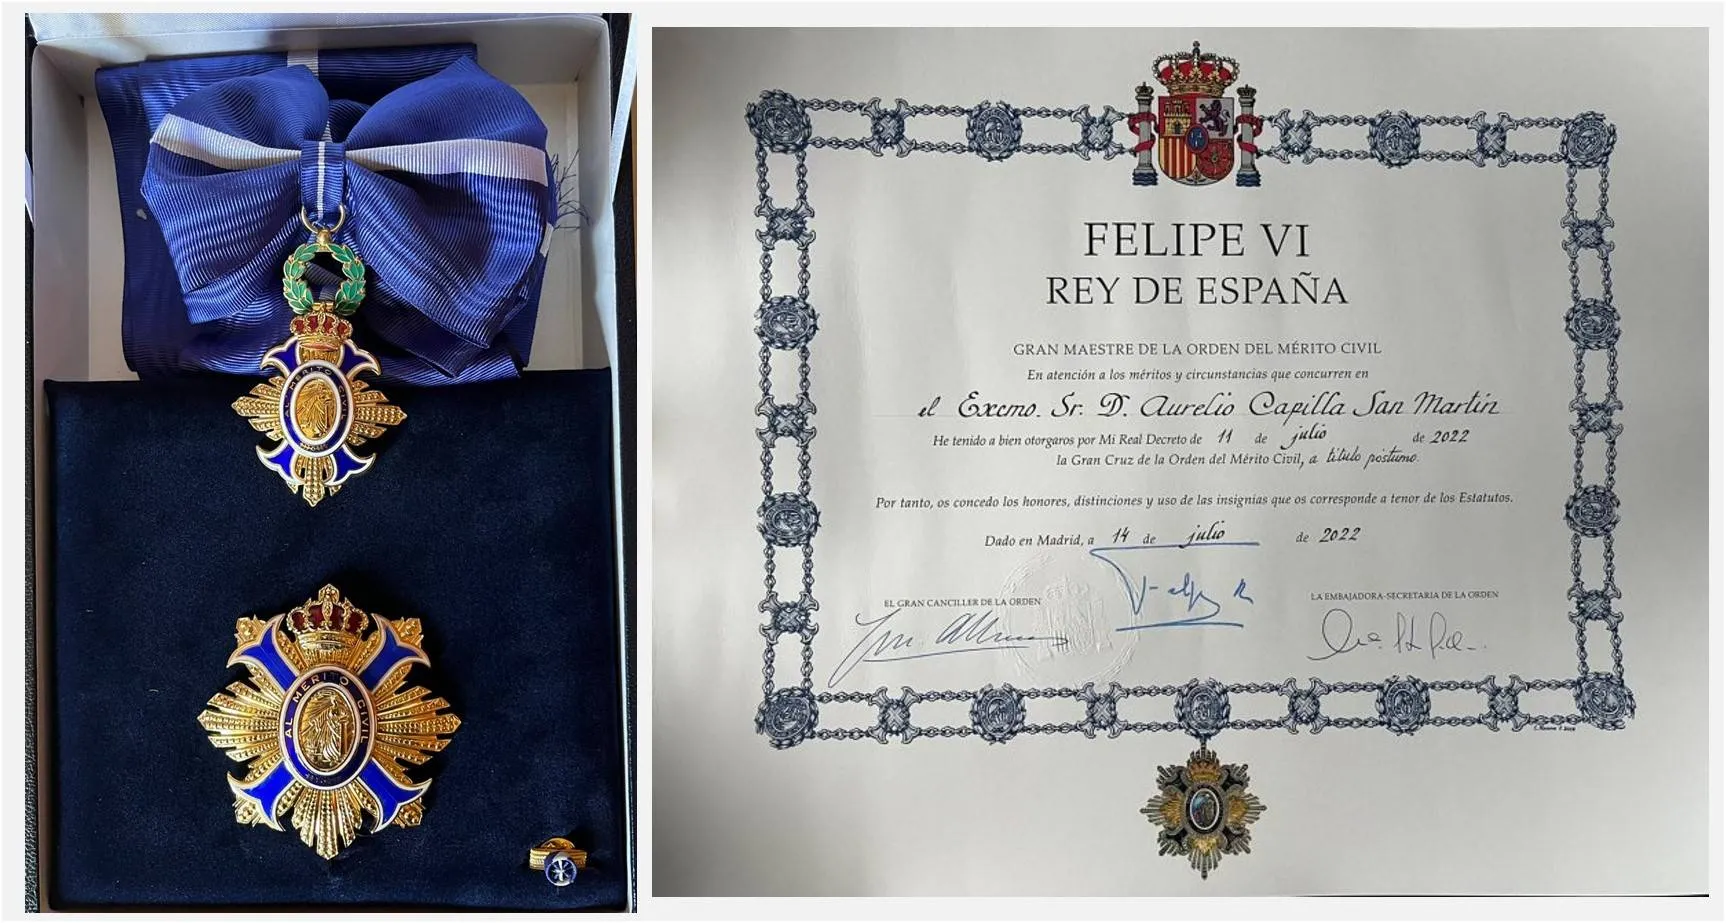 AL MERITO CIVIL
AL MERITO CIVIL
FELIPE VI
REY DE ESPAÑA
GRAN MAESTRE DE LA ORDEN DEL MÉRITO CIVIL
En atención a los méritos y circunstancias que concurren en
el Excmo. Sr. D. Aurelio Capilla San Martín
He tenido a bien otorgaros por Mi Real Decreto de 11 de julio de 2022
la Gran Cruz de la Orden del Mérito Civil, a título póstumo.
Por tanto, os concedo los honores, distinciones y uso de las insignias que os corresponde a tenor de los Estatutos.
Dado en Madrid, a 14 de julio de 2022
EL GRAN CANCILLER DE LA ORDEN
LA EMBAJADORA-SECRETARIA DE LA ORDEN